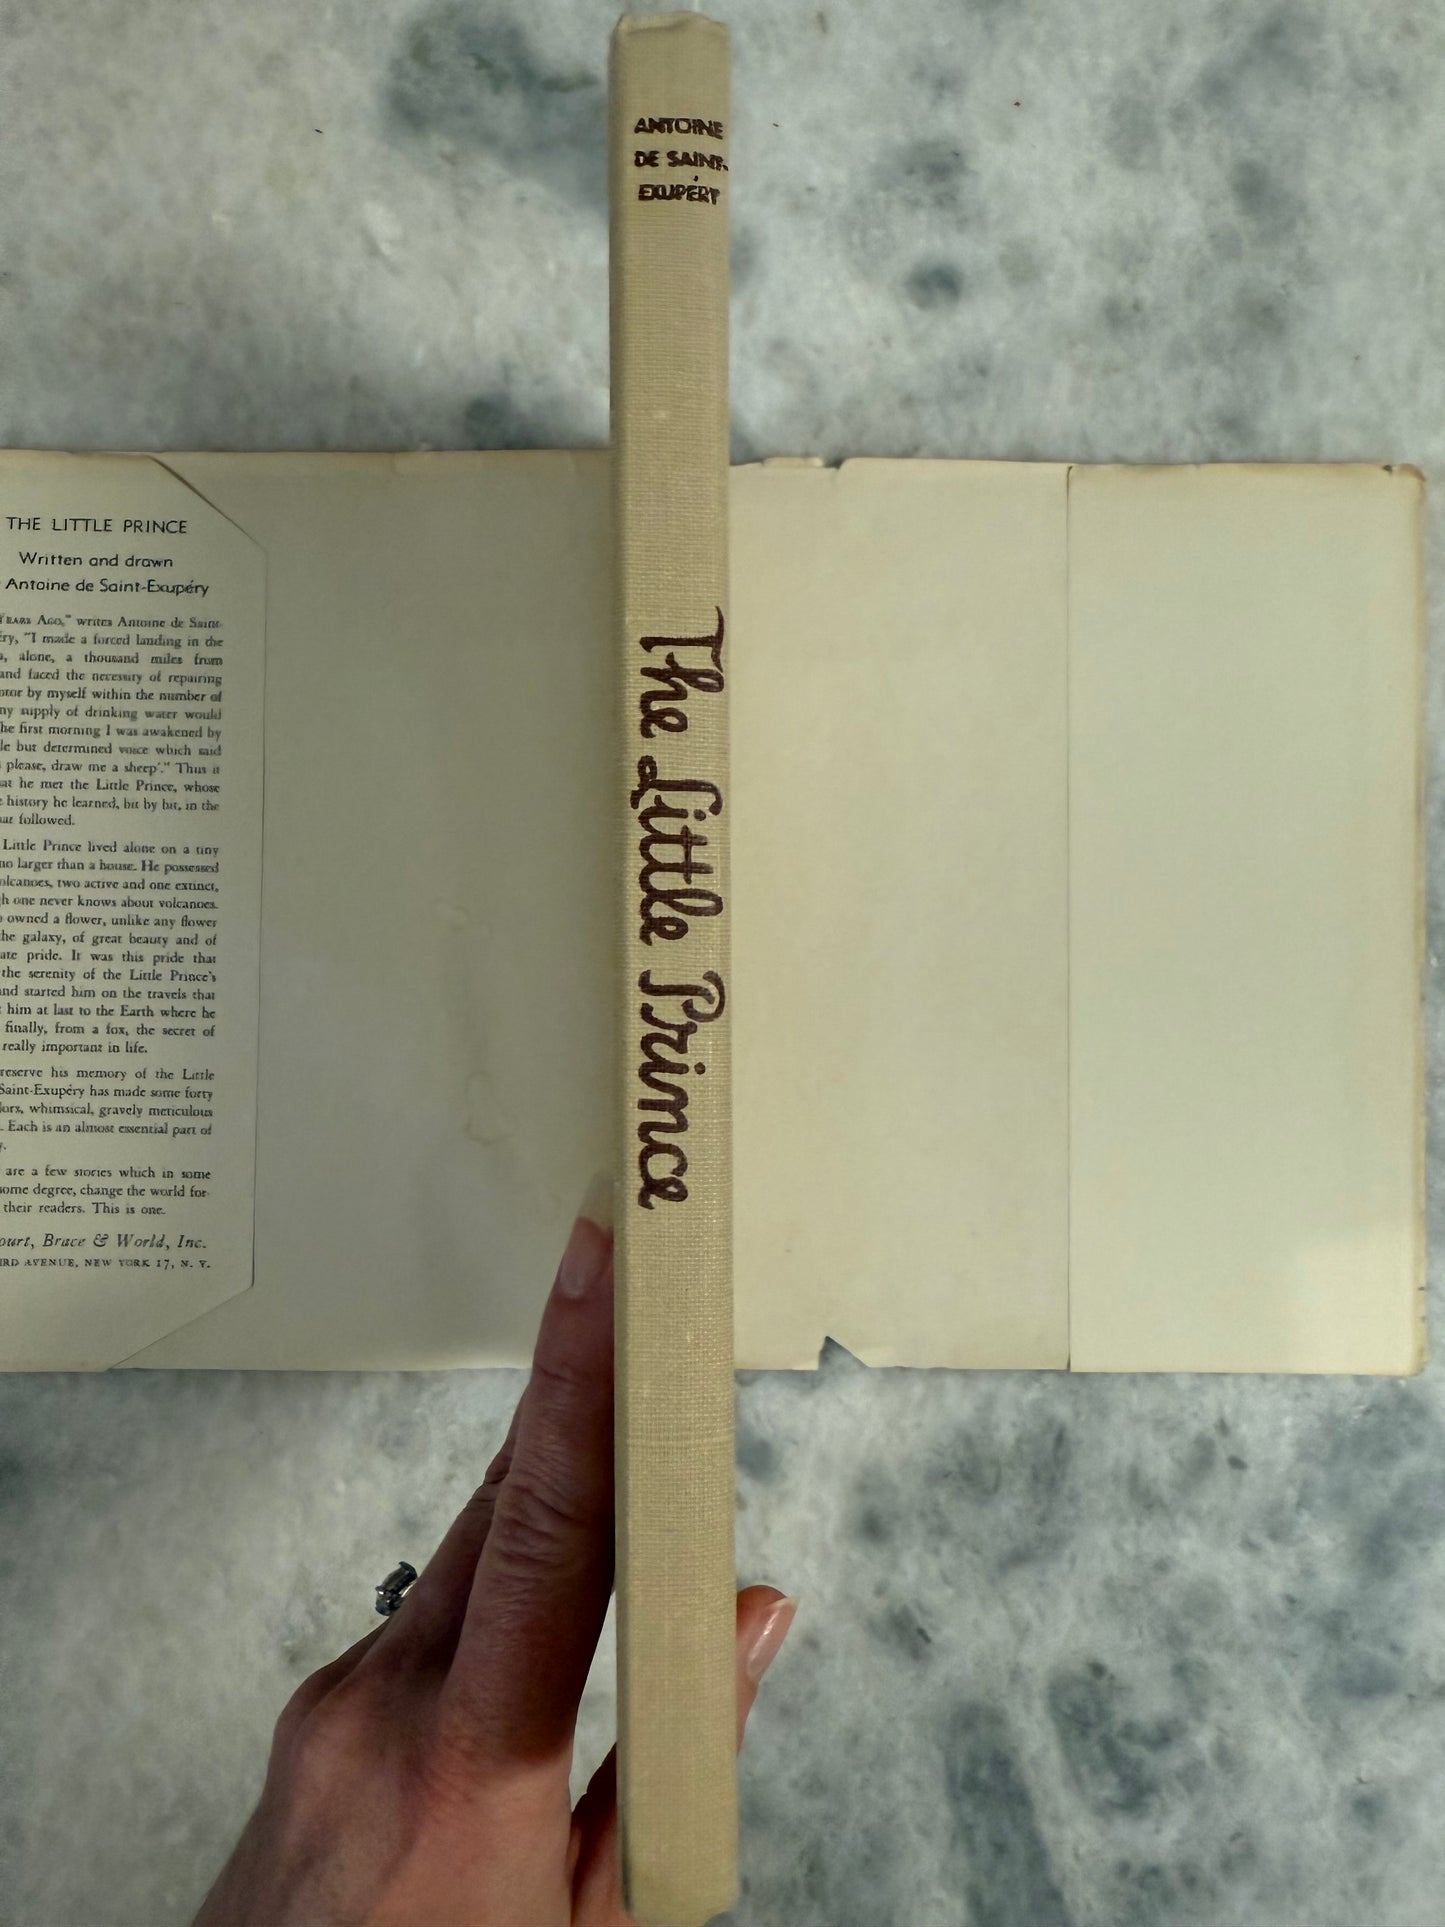 ANTOINE
DE SAINT-
EXUPÉRY
The Little Prince
THE LITTLE PRINCE
Written and drawn
Antoine de Saint-Exupéry
YEARS AGO," writes Antoine de Saint-
"I made a forced landing in the
alone, a thousand miles from
and faced the necessity of repairing
by myself within the number of
supply of drinking water would
first morning I was awakened by
but determined voice which said
please, draw me a sheep'." Thus it
he met the Little Prince, whose
history he learned, bit by bit, in the
followed.
Little Prince lived alone on a tiny
no larger than a house. He possessed
two active and one extinct,
one never knows about volcanoes.
owned a flower, unlike any flower
the galaxy, of great beauty and of
pride. It was this pride that
the serenity of the Little Prince's
and started him on the travels that
him at last to the Earth where he
finally, from a fox, the secret of
really important in life.
his memory of the Little
Saint-Exupéry has made some forty
whimsical, gravely meticulous
Each is an almost essential part of
are a few stories which in some
some degree, change the world for-
their readers. This is one.
Brace & World, Inc.
AVENUE, NEW YORK 17, N. Y.